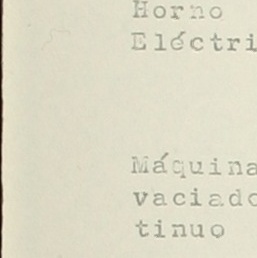 Horno
Eléctri
Máquina
vaciado
tinuo